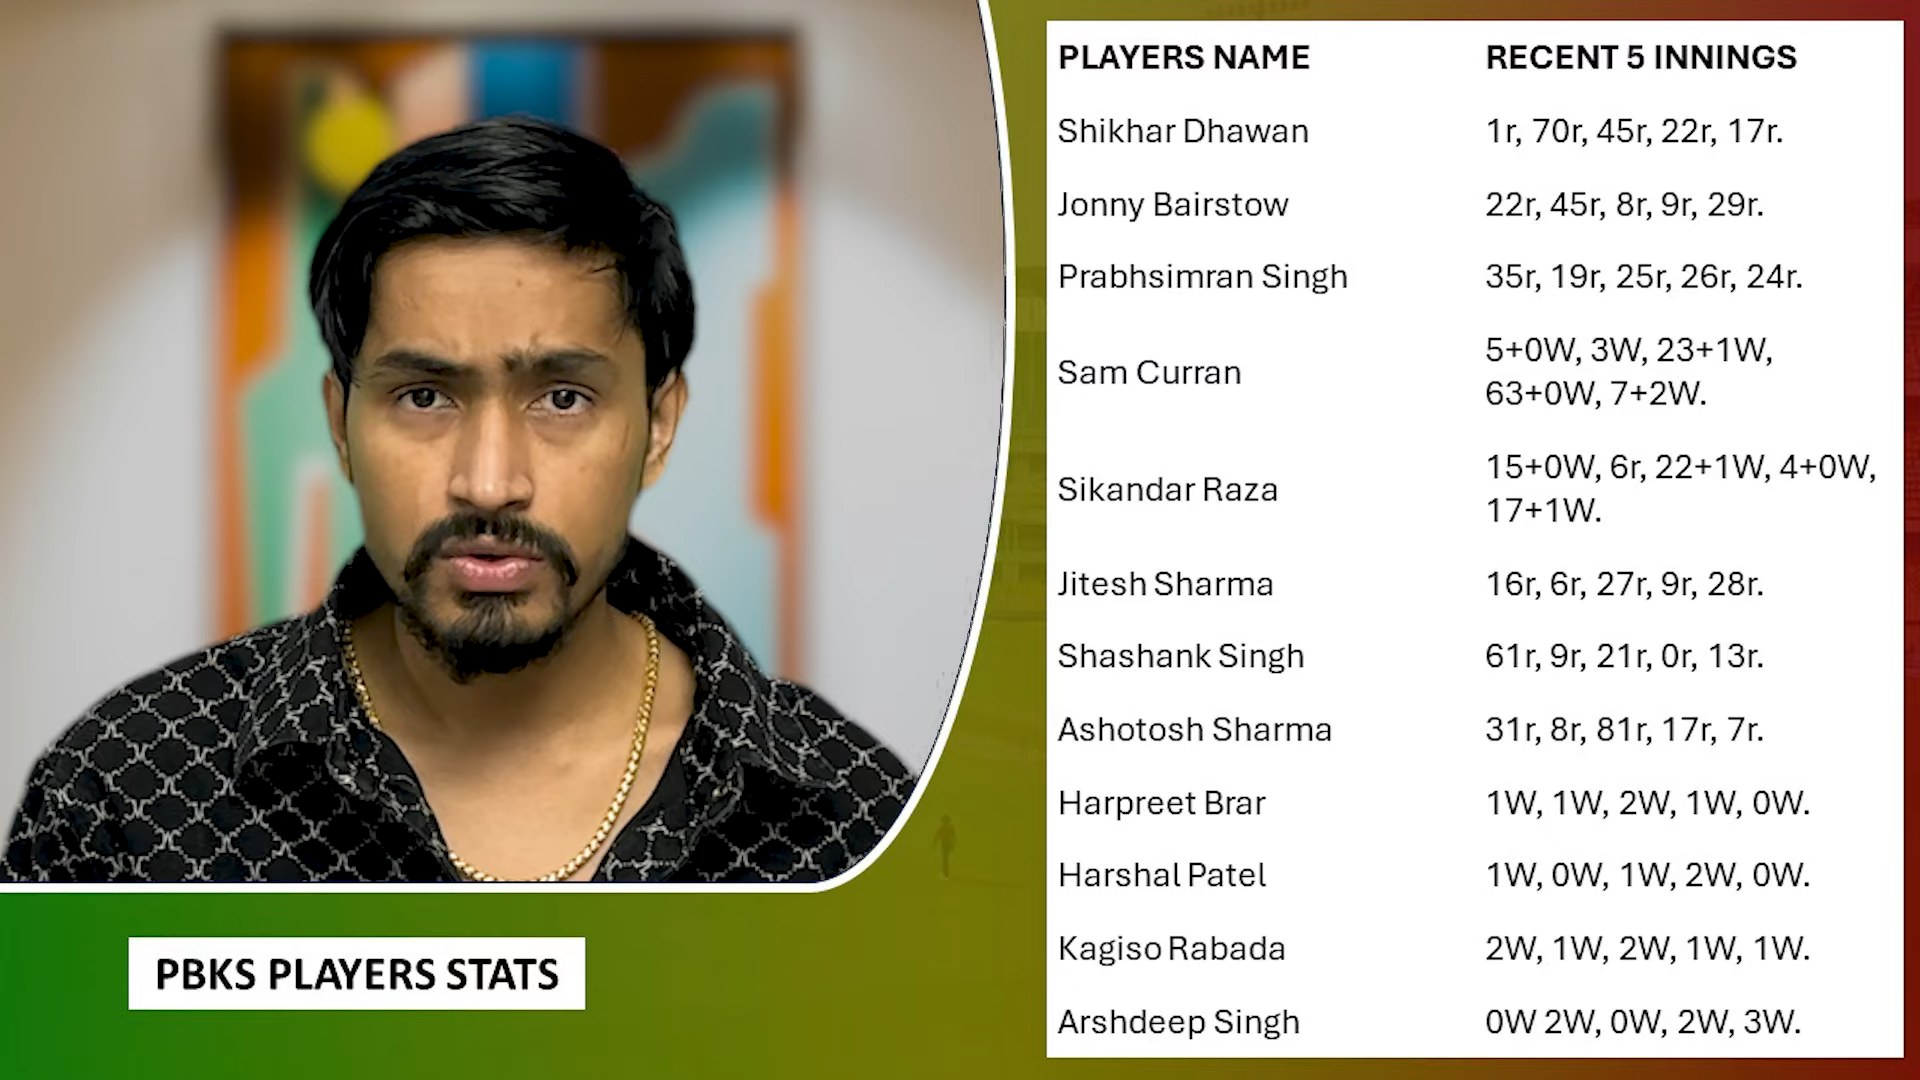 PLAYERS NAME RECENT 5 INNINGS
Shikhar Dhawan 1r, 70r, 45r, 22r, 17r.
Jonny Bairstow 22r, 45r, 8r, 9r, 29r.
Prabhsimran Singh 35r, 19r, 25r, 26r, 24r.
Sam Curran 5+0W, 3W, 23+1W,
63+0W, 7+2W.
Sikandar Raza 15+0W, 6r, 22+1W, 4+0W,
17+1W.
Jitesh Sharma 16r, 6r, 27r, 9r, 28r.
Shashank Singh 61r, 9r, 21r, 0r, 13r.
Ashotosh Sharma 31r, 8r, 81r, 17r, 7r.
Harpreet Brar 1W, 1W, 2W, 1W, 0W.
Harshal Patel 1W, 0W, 1W, 2W, 0W.
Kagiso Rabada 2W, 1W, 2W, 1W, 1W.
Arshdeep Singh 0W 2W, 0W, 2W, 3W.
PBKS PLAYERS STATS